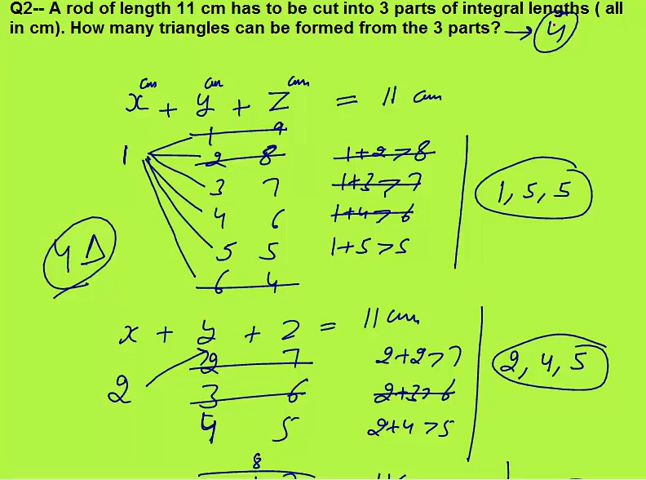 Q2-- A rod of length 11 cm has to be cut into 3 parts of integral lengths ( all
in cm). How many triangles can be formed from the 3 parts? → 4
cm cm cm
x + y + z = 11 cm
1 9
1 2 8 1+2>8
3 7 1+3>7
4 6 1+4>6
5 5 1+5>5
6 4
1, 5, 5
4 Δ
x + y + z = 11 cm
2 7 2+2>7
2 3 6 2+3>6
4 5 2+4>5
2, 4, 5
8